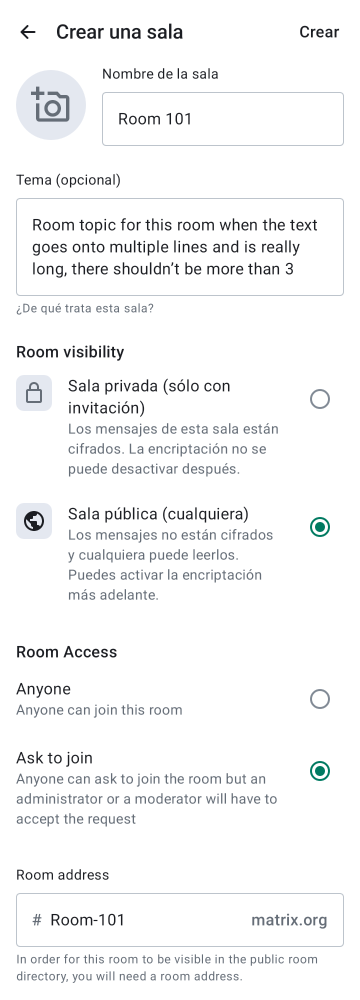 Crear una sala
Crear
Nombre de la sala
Room 101
Tema (opcional)
Room topic for this room when the text
goes onto multiple lines and is really
long, there shouldn’t be more than 3
¿De qué trata esta sala?
Room visibility
Sala privada (sólo con
invitación)
Los mensajes de esta sala están
cifrados. La encriptación no se
puede desactivar después.
Sala pública (cualquiera)
Los mensajes no están cifrados
y cualquiera puede leerlos.
Puedes activar la encriptación
más adelante.
Room Access
Anyone
Anyone can join this room
Ask to join
Anyone can ask to join the room but an
administrator or a moderator will have to
accept the request
Room address
# Room-101 matrix.org
In order for this room to be visible in the public room
directory, you will need a room address.